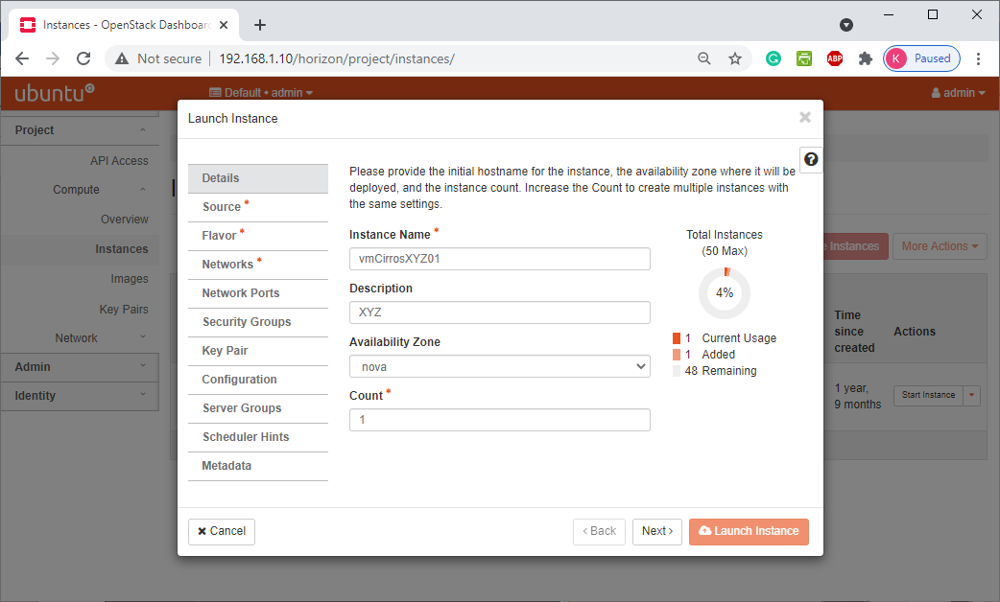 Instances - OpenStack Dashboar
Not secure
192.168.1.10/horizon/project/instances/
G
ABP
K
Paused
ubuntu
Default • admin
admin
Project
API Access
Compute
Overview
Instances
Images
Key Pairs
Network
Admin
Identity
Launch Instance
Details
Source *
Flavor *
Networks *
Network Ports
Security Groups
Key Pair
Configuration
Server Groups
Scheduler Hints
Metadata
Please provide the initial hostname for the instance, the availability zone where it will be
deployed, and the instance count. Increase the Count to create multiple instances with
the same settings.
Instance Name *
vmCirrosXYZ01
Description
XYZ
Availability Zone
nova
Count *
1
Total Instances
(50 Max)
4%
1 Current Usage
1 Added
48 Remaining
?
e Instances
More Actions
Time
since
created
Actions
1 year,
9 months
Start Instance
Cancel
‹ Back
Next ›
Launch Instance